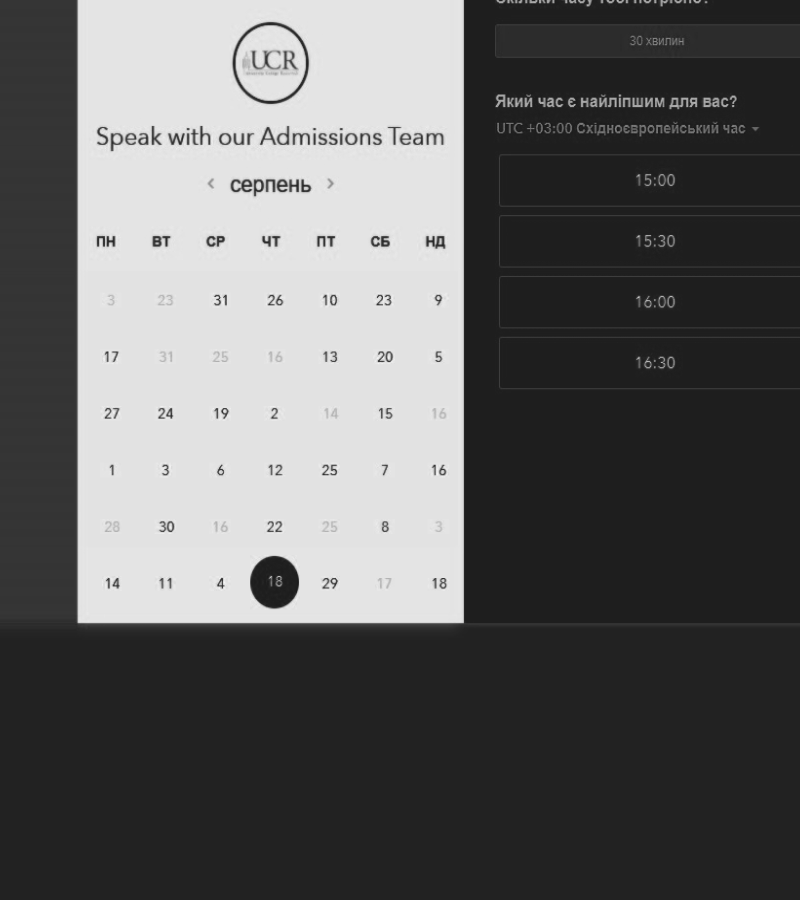 UCR
Speak with our Admissions Team
серпень
ПН ВТ СР ЧТ ПТ СБ НД
3 23 31 26 10 23 9
17 31 25 16 13 20 5
27 24 19 2 14 15 16
1 3 6 12 25 7 16
28 30 16 22 25 8 3
14 11 4 18 29 17 18
Скільки часу тобі потрібно?
30 хвилин
Який час є найліпшим для вас?
UTC +03:00 Східноєвропейський час
15:00
15:30
16:00
16:30